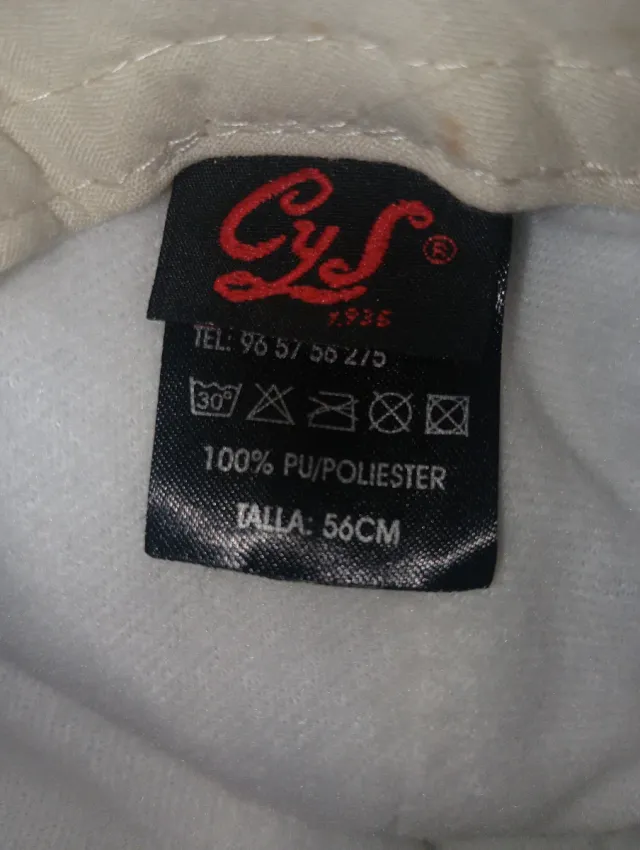 CyS ®
1936
TEL: 96 57 56 275
30°
100% PU/POLIESTER
TALLA: 56CM